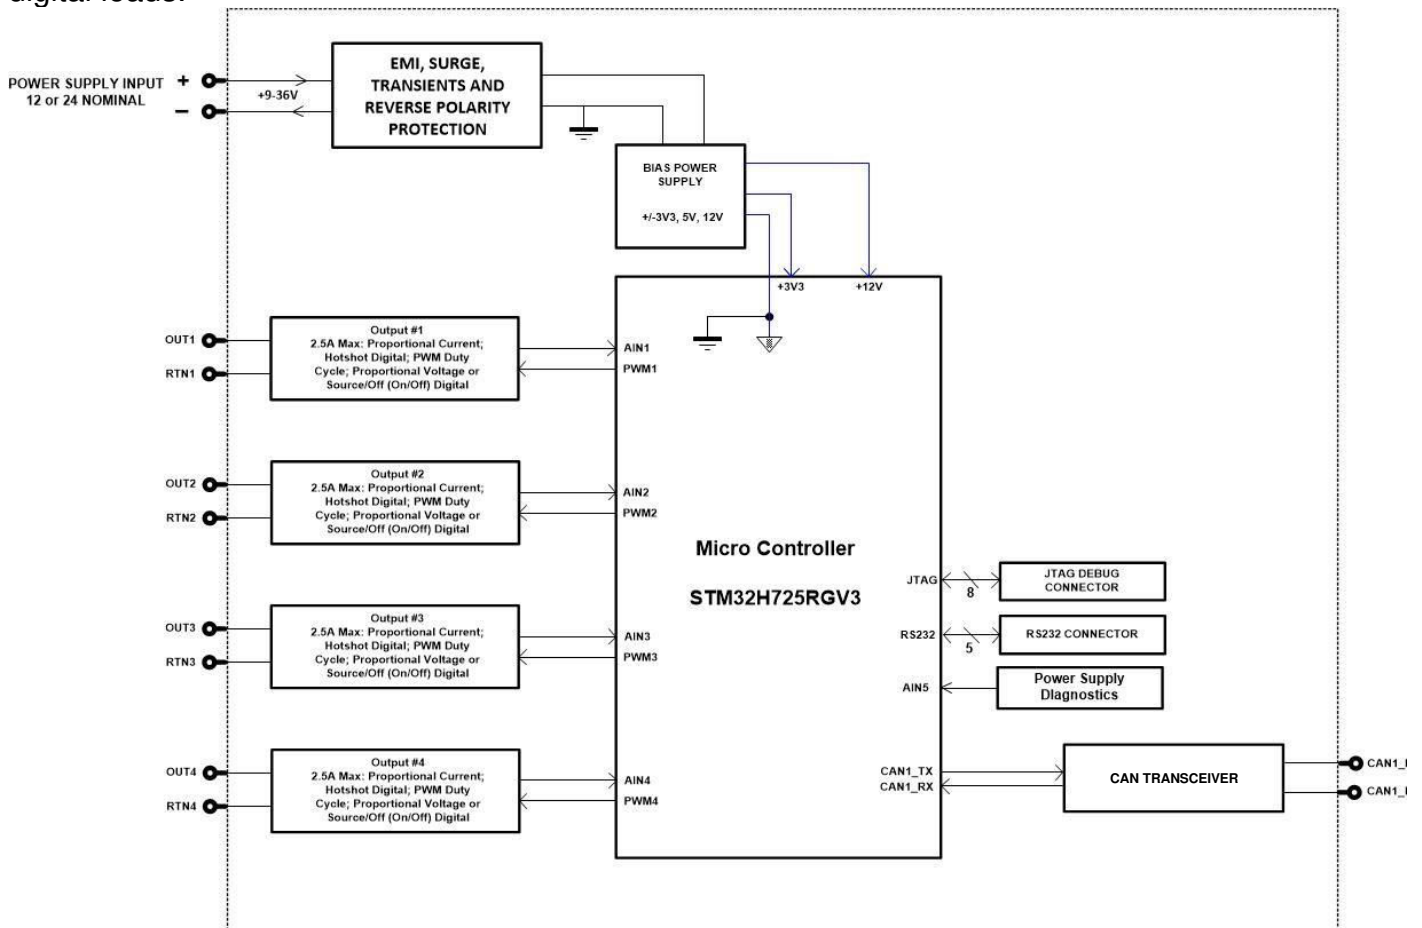 digital loads.
POWER SUPPLY INPUT
12 or 24 NOMINAL
+
−
+9-36V
EMI, SURGE,
TRANSIENTS AND
REVERSE POLARITY
PROTECTION
BIAS POWER
SUPPLY
+/-3V3, 5V, 12V
+3V3
+12V
OUT1
RTN1
Output #1
2.5A Max: Proportional Current;
Hotshot Digital; PWM Duty
Cycle; Proportional Voltage or
Source/Off (On/Off) Digital
AIN1
PWM1
OUT2
RTN2
Output #2
2.5A Max: Proportional Current;
Hotshot Digital; PWM Duty
Cycle; Proportional Voltage or
Source/Off (On/Off) Digital
AIN2
PWM2
Micro Controller
STM32H725RGV3
OUT3
RTN3
Output #3
2.5A Max: Proportional Current;
Hotshot Digital; PWM Duty
Cycle; Proportional Voltage or
Source/Off (On/Off) Digital
AIN3
PWM3
OUT4
RTN4
Output #4
2.5A Max: Proportional Current;
Hotshot Digital; PWM Duty
Cycle; Proportional Voltage or
Source/Off (On/Off) Digital
AIN4
PWM4
JTAG
8
JTAG DEBUG
CONNECTOR
RS232
5
RS232 CONNECTOR
AIN5
Power Supply
Diagnostics
CAN1_TX
CAN1_RX
CAN TRANSCEIVER